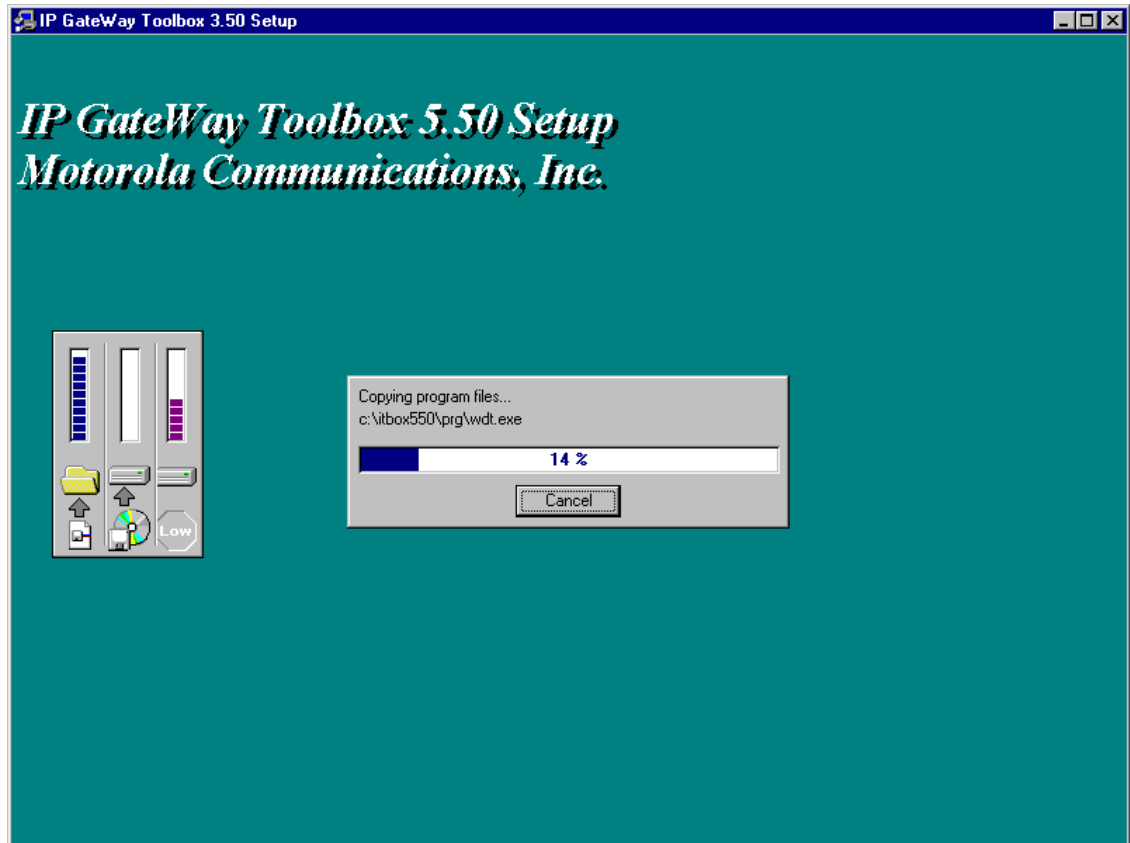 IP GateWay Toolbox 3.50 Setup
IP GateWay Toolbox 5.50 Setup
Motorola Communications, Inc.
Copying program files...
c:\itbox550\prg\wdt.exe
14 %
Cancel
Low